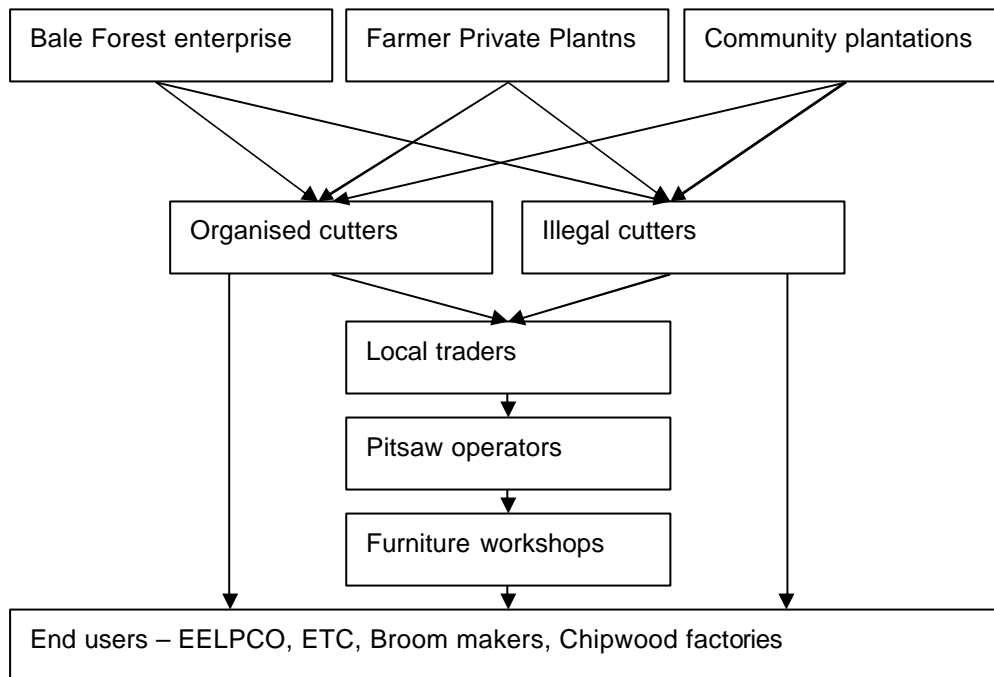 Bale Forest enterprise
Farmer Private Plantns
Community plantations
Organised cutters
Illegal cutters
Local traders
Pitsaw operators
Furniture workshops
End users – EELPCO, ETC, Broom makers, Chipwood factories